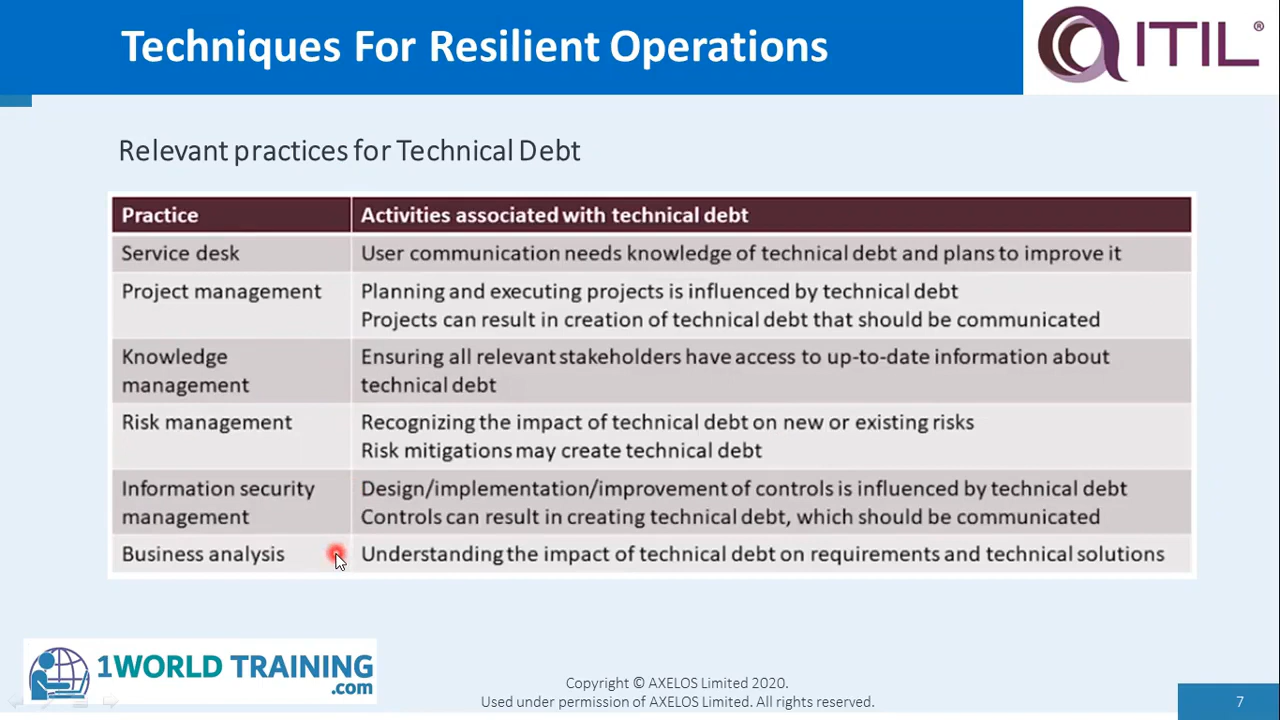 Techniques For Resilient Operations
ITIL®
Relevant practices for Technical Debt
Practice
Activities associated with technical debt
Service desk
User communication needs knowledge of technical debt and plans to improve it
Project management
Planning and executing projects is influenced by technical debt
Projects can result in creation of technical debt that should be communicated
Knowledge
management
Ensuring all relevant stakeholders have access to up-to-date information about
technical debt
Risk management
Recognizing the impact of technical debt on new or existing risks
Risk mitigations may create technical debt
Information security
management
Design/implementation/improvement of controls is influenced by technical debt
Controls can result in creating technical debt, which should be communicated
Business analysis
Understanding the impact of technical debt on requirements and technical solutions
1WORLD TRAINING
.com
Copyright © AXELOS Limited 2020.
Used under permission of AXELOS Limited. All rights reserved.
7